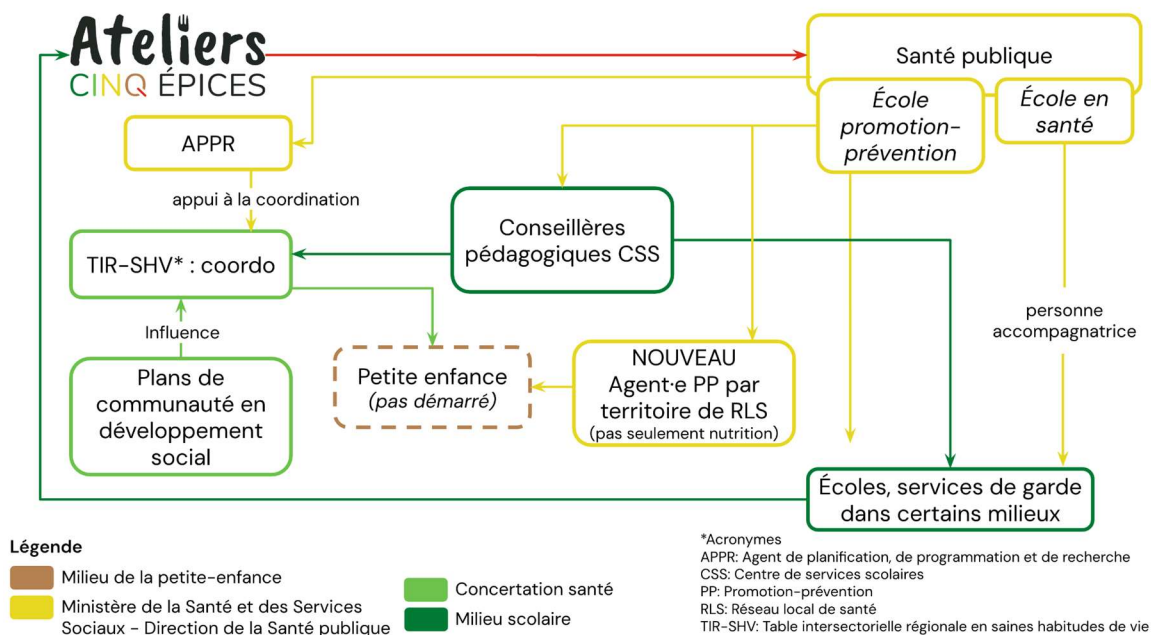 Ateliers
CINQ ÉPICES
Santé publique
École
promotion-
prévention
École en
santé
APPR
appui à la coordination
Conseillères
pédagogiques CSS
TIR-SHV* : coordo
Influence
personne
accompagnatrice
Plans de
communauté en
développement
social
Petite enfance
(pas démarré)
NOUVEAU
Agent·e PP par
territoire de RLS
(pas seulement nutrition)
Écoles, services de garde
dans certains milieux
Légende
Milieu de la petite-enfance
Ministère de la Santé et des Services
Sociaux - Direction de la Santé publique
Concertation santé
Milieu scolaire
*Acronymes
APPR: Agent de planification, de programmation et de recherche
CSS: Centre de services scolaires
PP: Promotion-prévention
RLS: Réseau local de santé
TIR-SHV: Table intersectorielle régionale en saines habitudes de vie